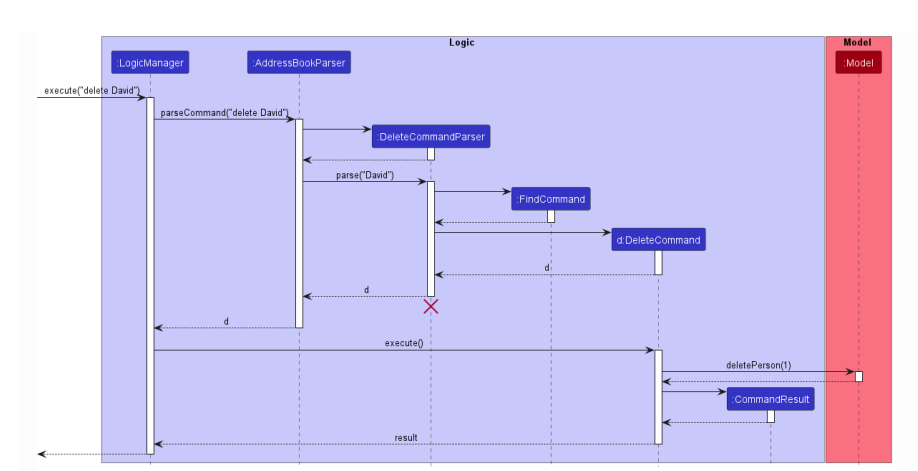 Logic
Model
:LogicManager
:AddressBookParser
:Model
execute("delete David")
parseCommand("delete David")
:DeleteCommandParser
parse("David")
:FindCommand
d:DeleteCommand
d
d
d
execute()
deletePerson(1)
:CommandResult
result